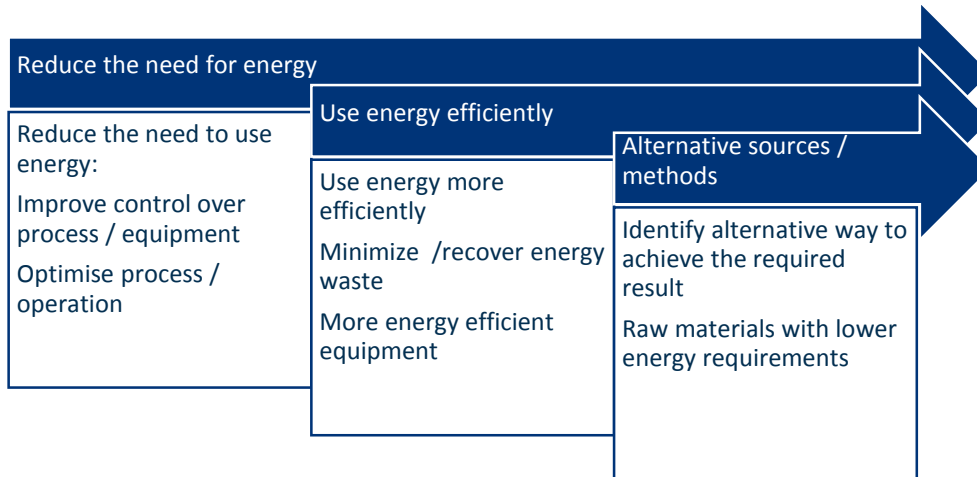 Reduce the need for energy
Reduce the need to use
energy:
Improve control over
process / equipment
Optimise process /
operation
Use energy efficiently
Use energy more
efficiently
Minimize  /recover energy
waste
More energy efficient
equipment
Alternative sources /
methods
Identify alternative way to
achieve the required
result
Raw materials with lower
energy requirements